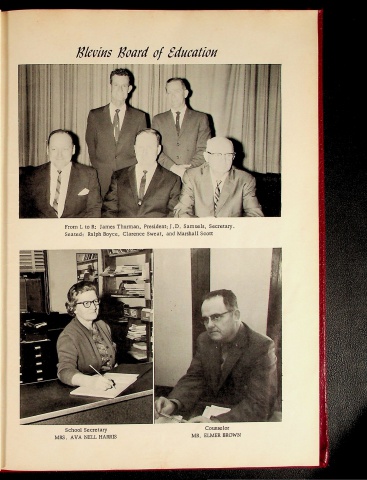 Blevins Board of Education
From L to R: James Thurman, President; J.D. Samuels, Secretary.
Seated: Ralph Boyce, Clarence Sweat, and Marshall Scott
School Secretary
MRS. AVA NELL HARRIS
Counselor
MR. ELMER BROWN